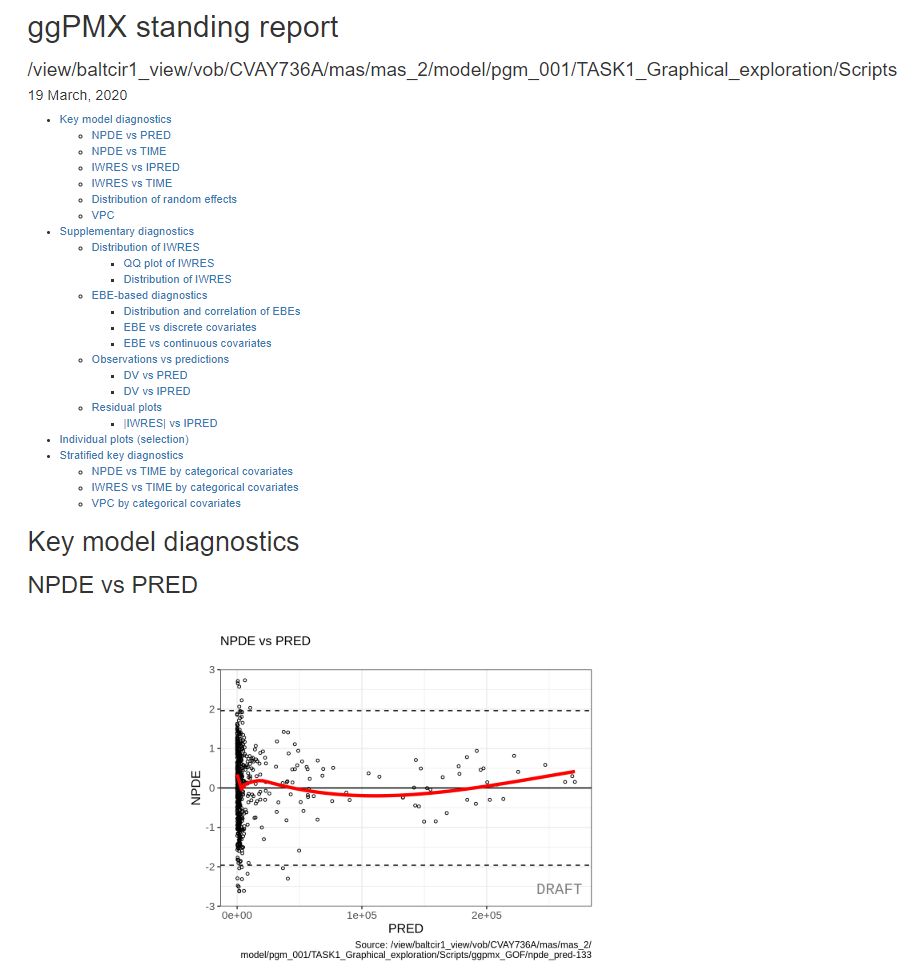 ggPMX standing report
/view/baltcir1_view/vob/CVAY736A/mas/mas_2/model/pgm_001/TASK1_Graphical_exploration/Scripts
19 March, 2020
Key model diagnostics
NPDE vs PRED
NPDE vs TIME
IWRES vs IPRED
IWRES vs TIME
Distribution of random effects
VPC
Supplementary diagnostics
Distribution of IWRES
QQ plot of IWRES
Distribution of IWRES
EBE-based diagnostics
Distribution and correlation of EBEs
EBE vs discrete covariates
EBE vs continuous covariates
Observations vs predictions
DV vs PRED
DV vs IPRED
Residual plots
|IWRES| vs IPRED
Individual plots (selection)
Stratified key diagnostics
NPDE vs TIME by categorical covariates
IWRES vs TIME by categorical covariates
VPC by categorical covariates
Key model diagnostics
NPDE vs PRED
NPDE vs PRED
3
2
1
0
-1
-2
-3
NPDE
DRAFT
0e+00 1e+05 2e+05
PRED
Source: /view/baltcir1_view/vob/CVAY736A/mas/mas_2/
model/pgm_001/TASK1_Graphical_exploration/Scripts/ggpmx_GOF/npde_pred-133